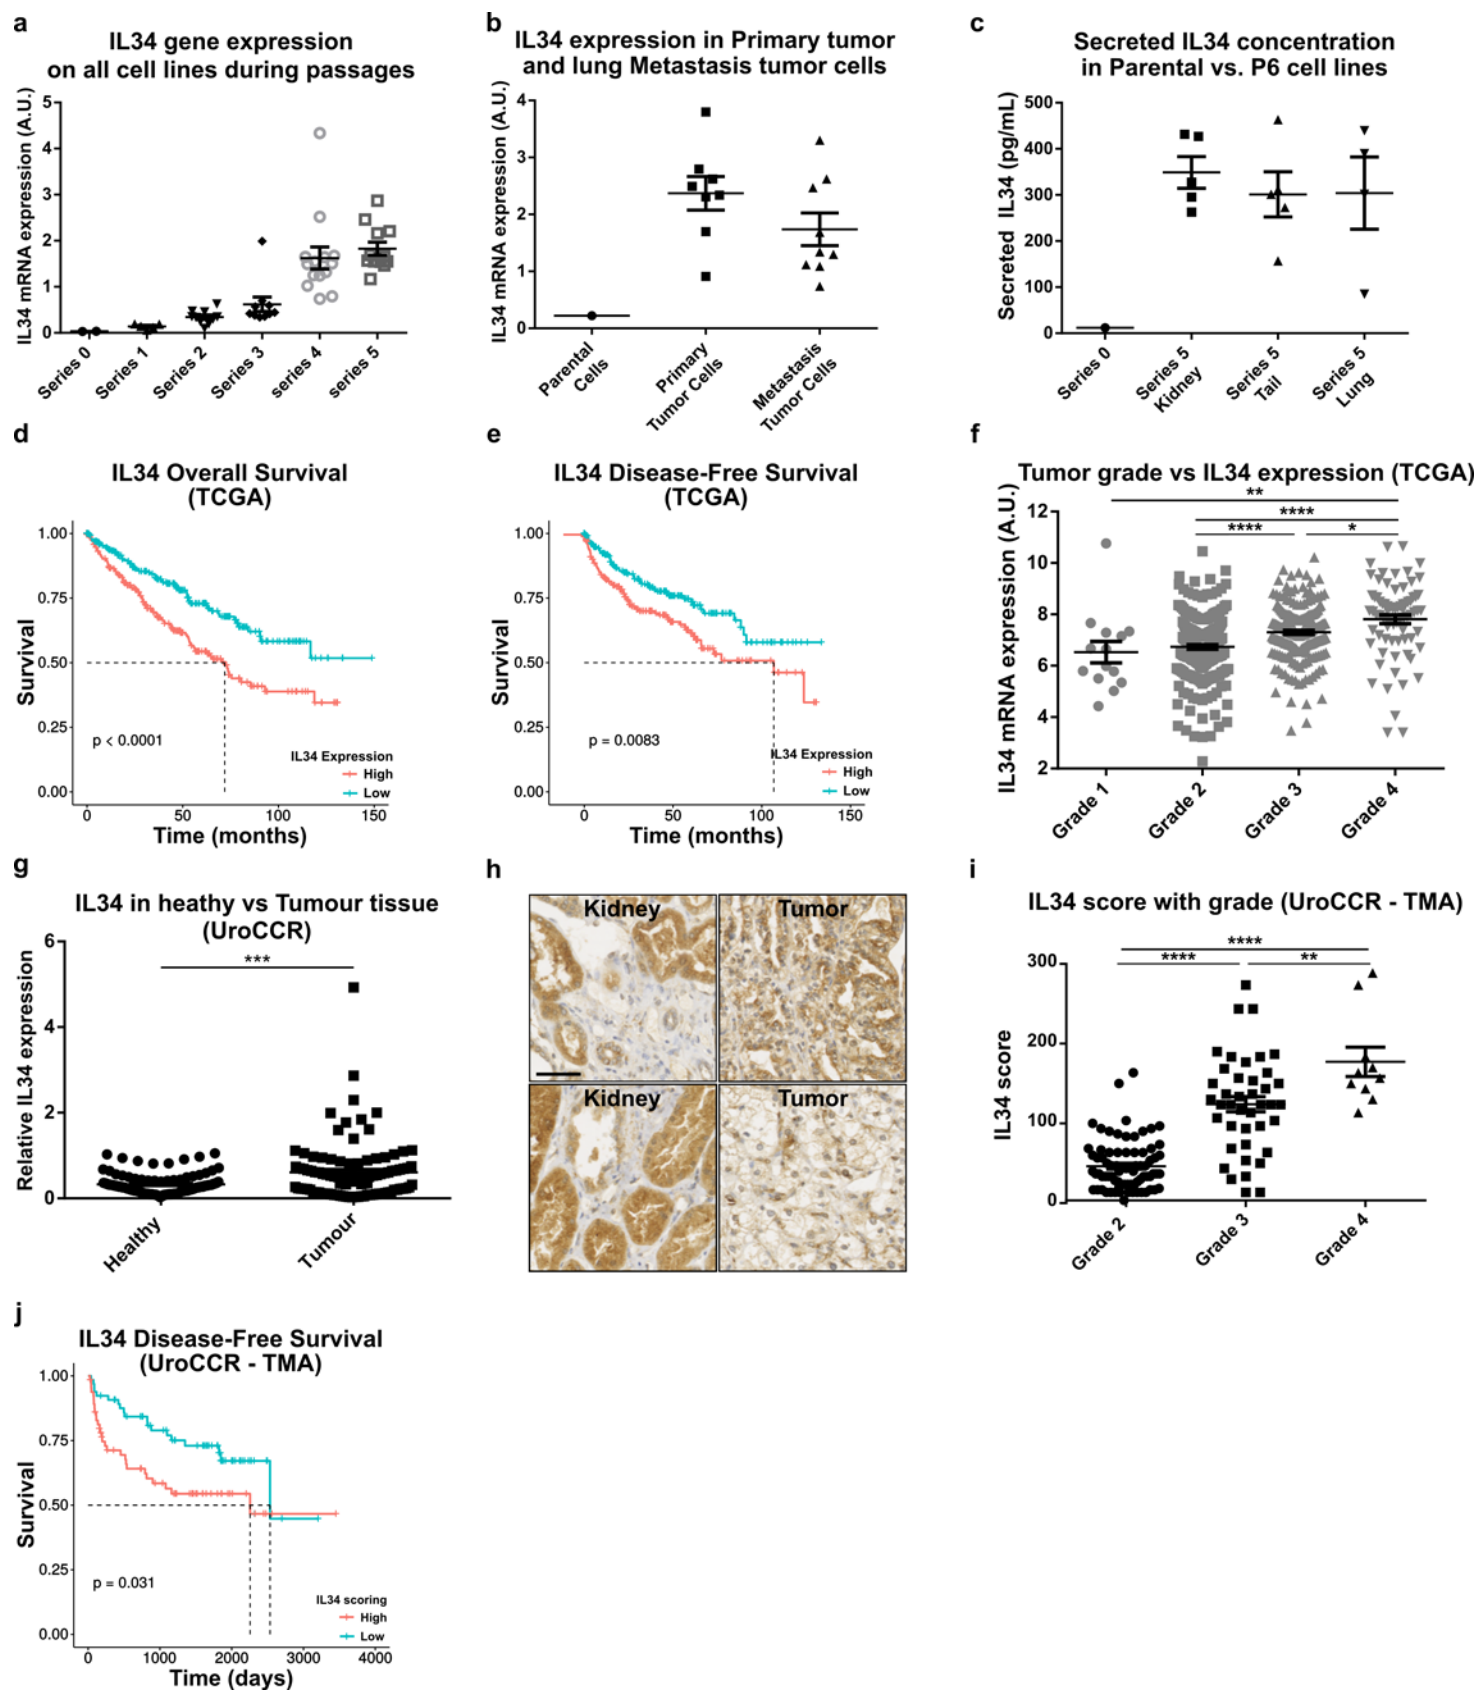 a
IL34 gene expression
on all cell lines during passages
IL34 mRNA expression (A.U.)
5
4
3
2
1
0
Series 0
Series 1
Series 2
Series 3
series 4
series 5
b
IL34 expression in Primary tumor
and lung Metastasis tumor cells
IL34 mRNA expression (A.U.)
4
3
2
1
0
Parental
Cells
Primary
Tumor Cells
Metastasis
Tumor Cells
c
Secreted IL34 concentration
in Parental vs. P6 cell lines
Secreted IL34 (pg/mL)
500
400
300
200
100
0
Series 0
Series 5
Kidney
Series 5
Tail
Series 5
Lung
d
IL34 Overall Survival
(TCGA)
Survival
1.00
0.75
0.50
0.25
0.00
p < 0.0001
IL34 Expression
High
Low
0 50 100 150
Time (months)
e
IL34 Disease-Free Survival
(TCGA)
Survival
1.00
0.75
0.50
0.25
0.00
p = 0.0083
IL34 Expression
High
Low
0 50 100 150
Time (months)
f
Tumor grade vs IL34 expression (TCGA)
**
****
**** *
IL34 mRNA expression (A.U.)
12
10
8
6
4
2
Grade 1
Grade 2
Grade 3
Grade 4
g
IL34 in heathy vs Tumour tissue
(UroCCR)
***
Relative IL34 expression
6
4
2
0
Healthy
Tumour
h
Kidney Tumor
Kidney Tumor
i
IL34 score with grade (UroCCR - TMA)
****
**** **
IL34 score
300
200
100
0
Grade 2
Grade 3
Grade 4
j
IL34 Disease-Free Survival
(UroCCR - TMA)
Survival
1.00
0.75
0.50
0.25
0.00
p = 0.031
IL34 scoring
High
Low
0 1000 2000 3000 4000
Time (days)